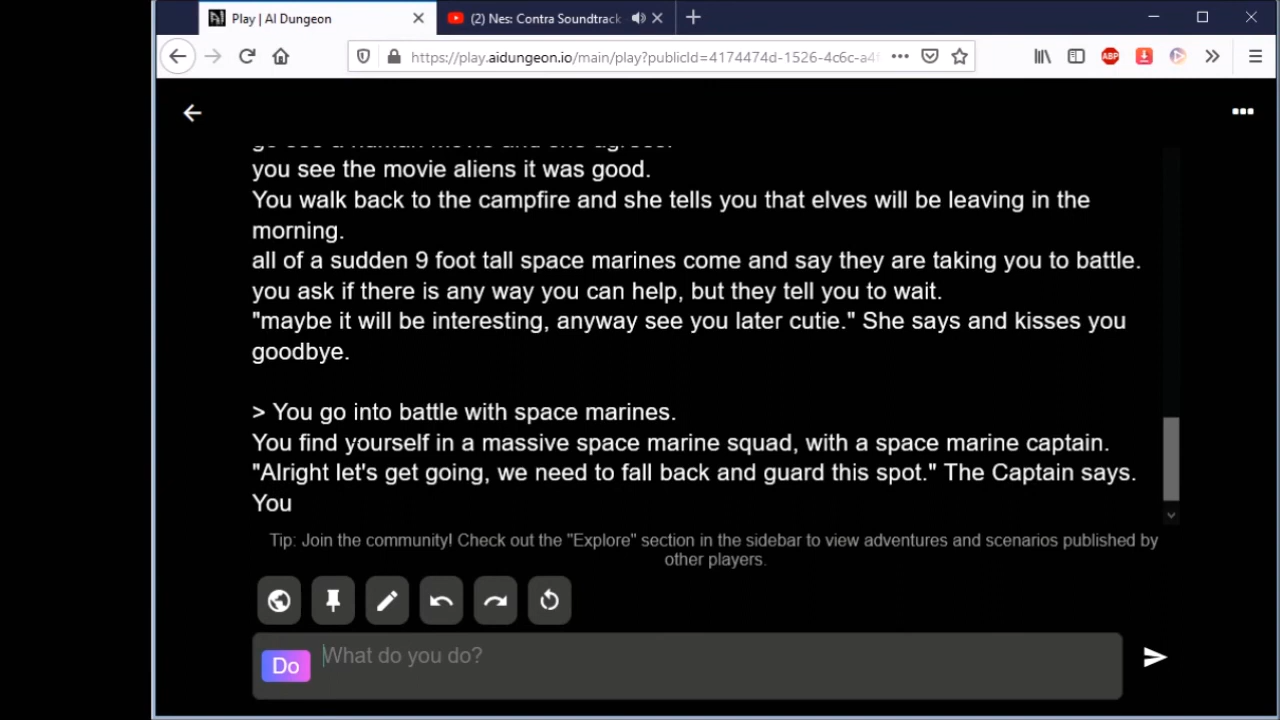 Play | AI Dungeon
(2) Nes: Contra Soundtrack
https://play.aidungeon.io/main/play?publicId=4174474d-1526-4c6c-a4f
ABP
you see the movie aliens it was good.
You walk back to the campfire and she tells you that elves will be leaving in the
morning.
all of a sudden 9 foot tall space marines come and say they are taking you to battle.
you ask if there is any way you can help, but they tell you to wait.
"maybe it will be interesting, anyway see you later cutie." She says and kisses you
goodbye.
> You go into battle with space marines.
You find yourself in a massive space marine squad, with a space marine captain.
"Alright let's get going, we need to fall back and guard this spot." The Captain says.
You
Tip: Join the community! Check out the "Explore" section in the sidebar to view adventures and scenarios published by
other players.
Do
What do you do?